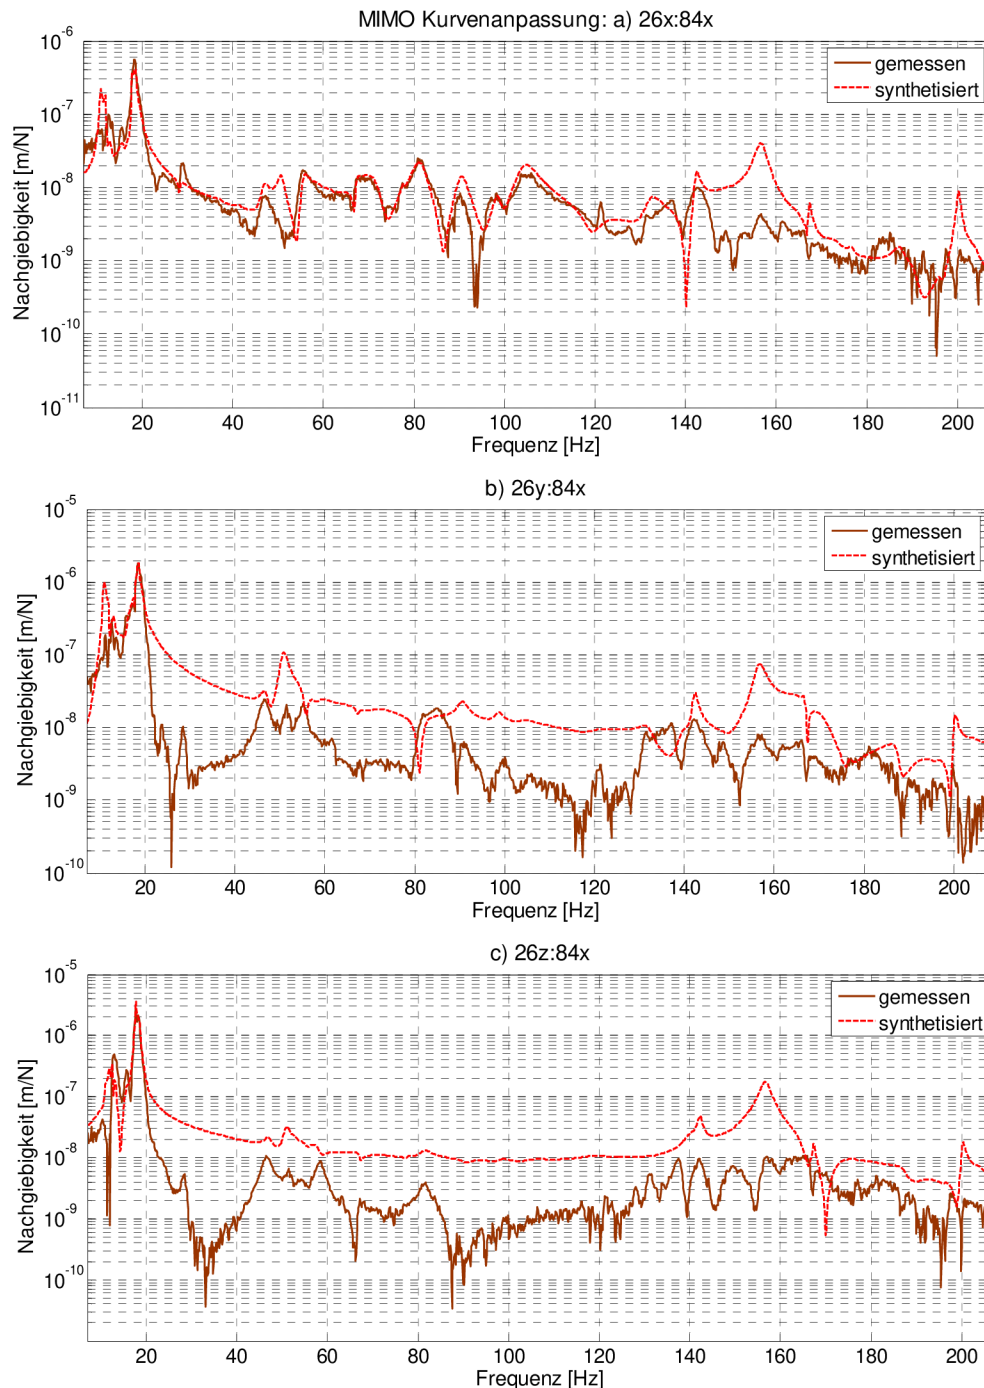 MIMO Kurvenanpassung: a) 26x:84x
10^-6
10^-7
10^-8
10^-9
10^-10
10^-11
Nachgiebigkeit [m/N]
gemessen
synthetisiert
20 40 60 80 100 120 140 160 180 200
Frequenz [Hz]
b) 26y:84x
10^-5
10^-6
10^-7
10^-8
10^-9
10^-10
Nachgiebigkeit [m/N]
gemessen
synthetisiert
20 40 60 80 100 120 140 160 180 200
Frequenz [Hz]
c) 26z:84x
10^-5
10^-6
10^-7
10^-8
10^-9
10^-10
Nachgiebigkeit [m/N]
gemessen
synthetisiert
20 40 60 80 100 120 140 160 180 200
Frequenz [Hz]